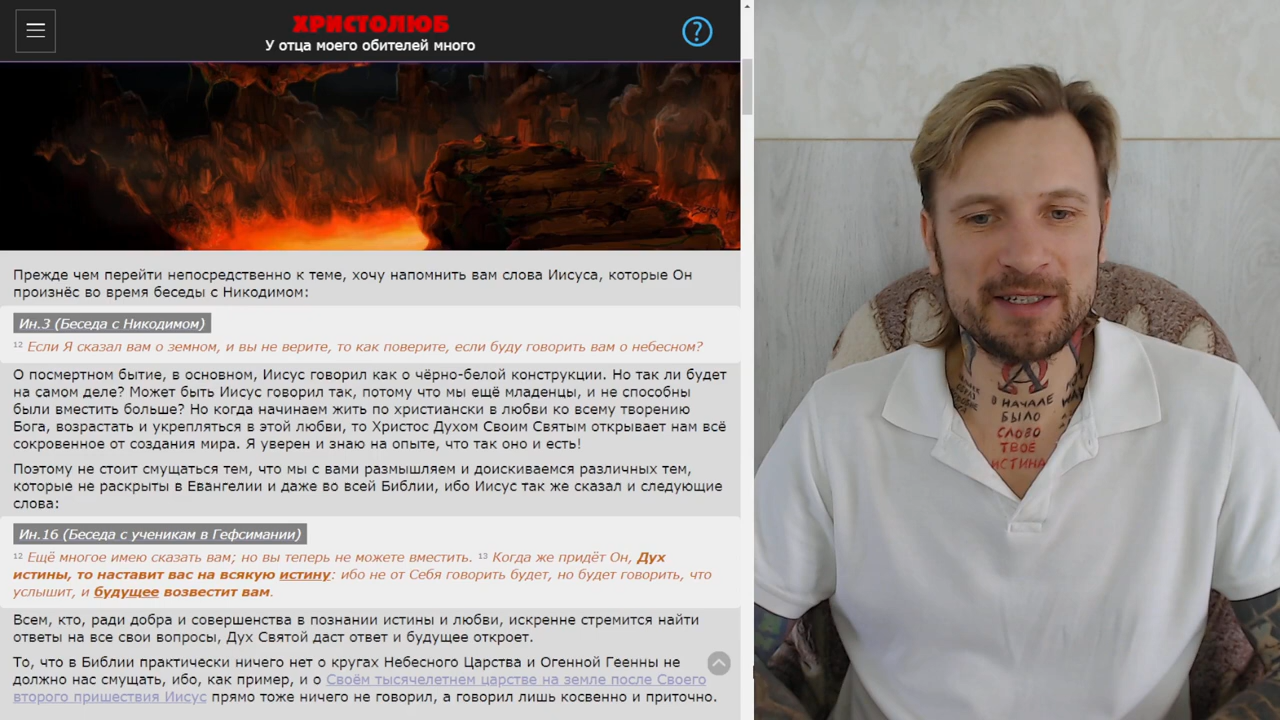 ХРИСТОЛЮБ
У отца моего обителей много
?
Прежде чем перейти непосредственно к теме, хочу напомнить вам слова Иисуса, которые Он
произнёс во время беседы с Никодимом:
Ин.3 (Беседа с Никодимом)
12 Если Я сказал вам о земном, и вы не верите, то как поверите, если буду говорить вам о небесном?
О посмертном бытие, в основном, Иисус говорил как о чёрно-белой конструкции. Но так ли будет
на самом деле? Может быть Иисус говорил так, потому что мы ещё младенцы, и не способны
были вместить больше? Но когда начинаем жить по христиански в любви ко всему творению
Бога, возрастать и укрепляться в этой любви, то Христос Духом Своим Святым открывает нам всё
сокровенное от создания мира. Я уверен и знаю на опыте, что так оно и есть!
Поэтому не стоит смущаться тем, что мы с вами размышляем и доискиваемся различных тем,
которые не раскрыты в Евангелии и даже во всей Библии, ибо Иисус так же сказал и следующие
слова:
Ин.16 (Беседа с ученикам в Гефсимании)
12 Ещё многое имею сказать вам; но вы теперь не можете вместить. 13 Когда же придёт Он, Дух
истины, то наставит вас на всякую истину: ибо не от Себя говорить будет, но будет говорить, что
услышит, и будущее возвестит вам.
Всем, кто, ради добра и совершенства в познании истины и любви, искренне стремится найти
ответы на все свои вопросы, Дух Святой даст ответ и будущее откроет.
То, что в Библии практически ничего нет о кругах Небесного Царства и Огенной Геенны не
должно нас смущать, ибо, как пример, и о Своём тысячелетнем царстве на земле после Своего
второго пришествия Иисус прямо тоже ничего не говорил, а говорил лишь косвенно и приточно.
В НАЧАЛЕ
БЫЛО
СЛОВО
ТВОЕ
ИСТИНА